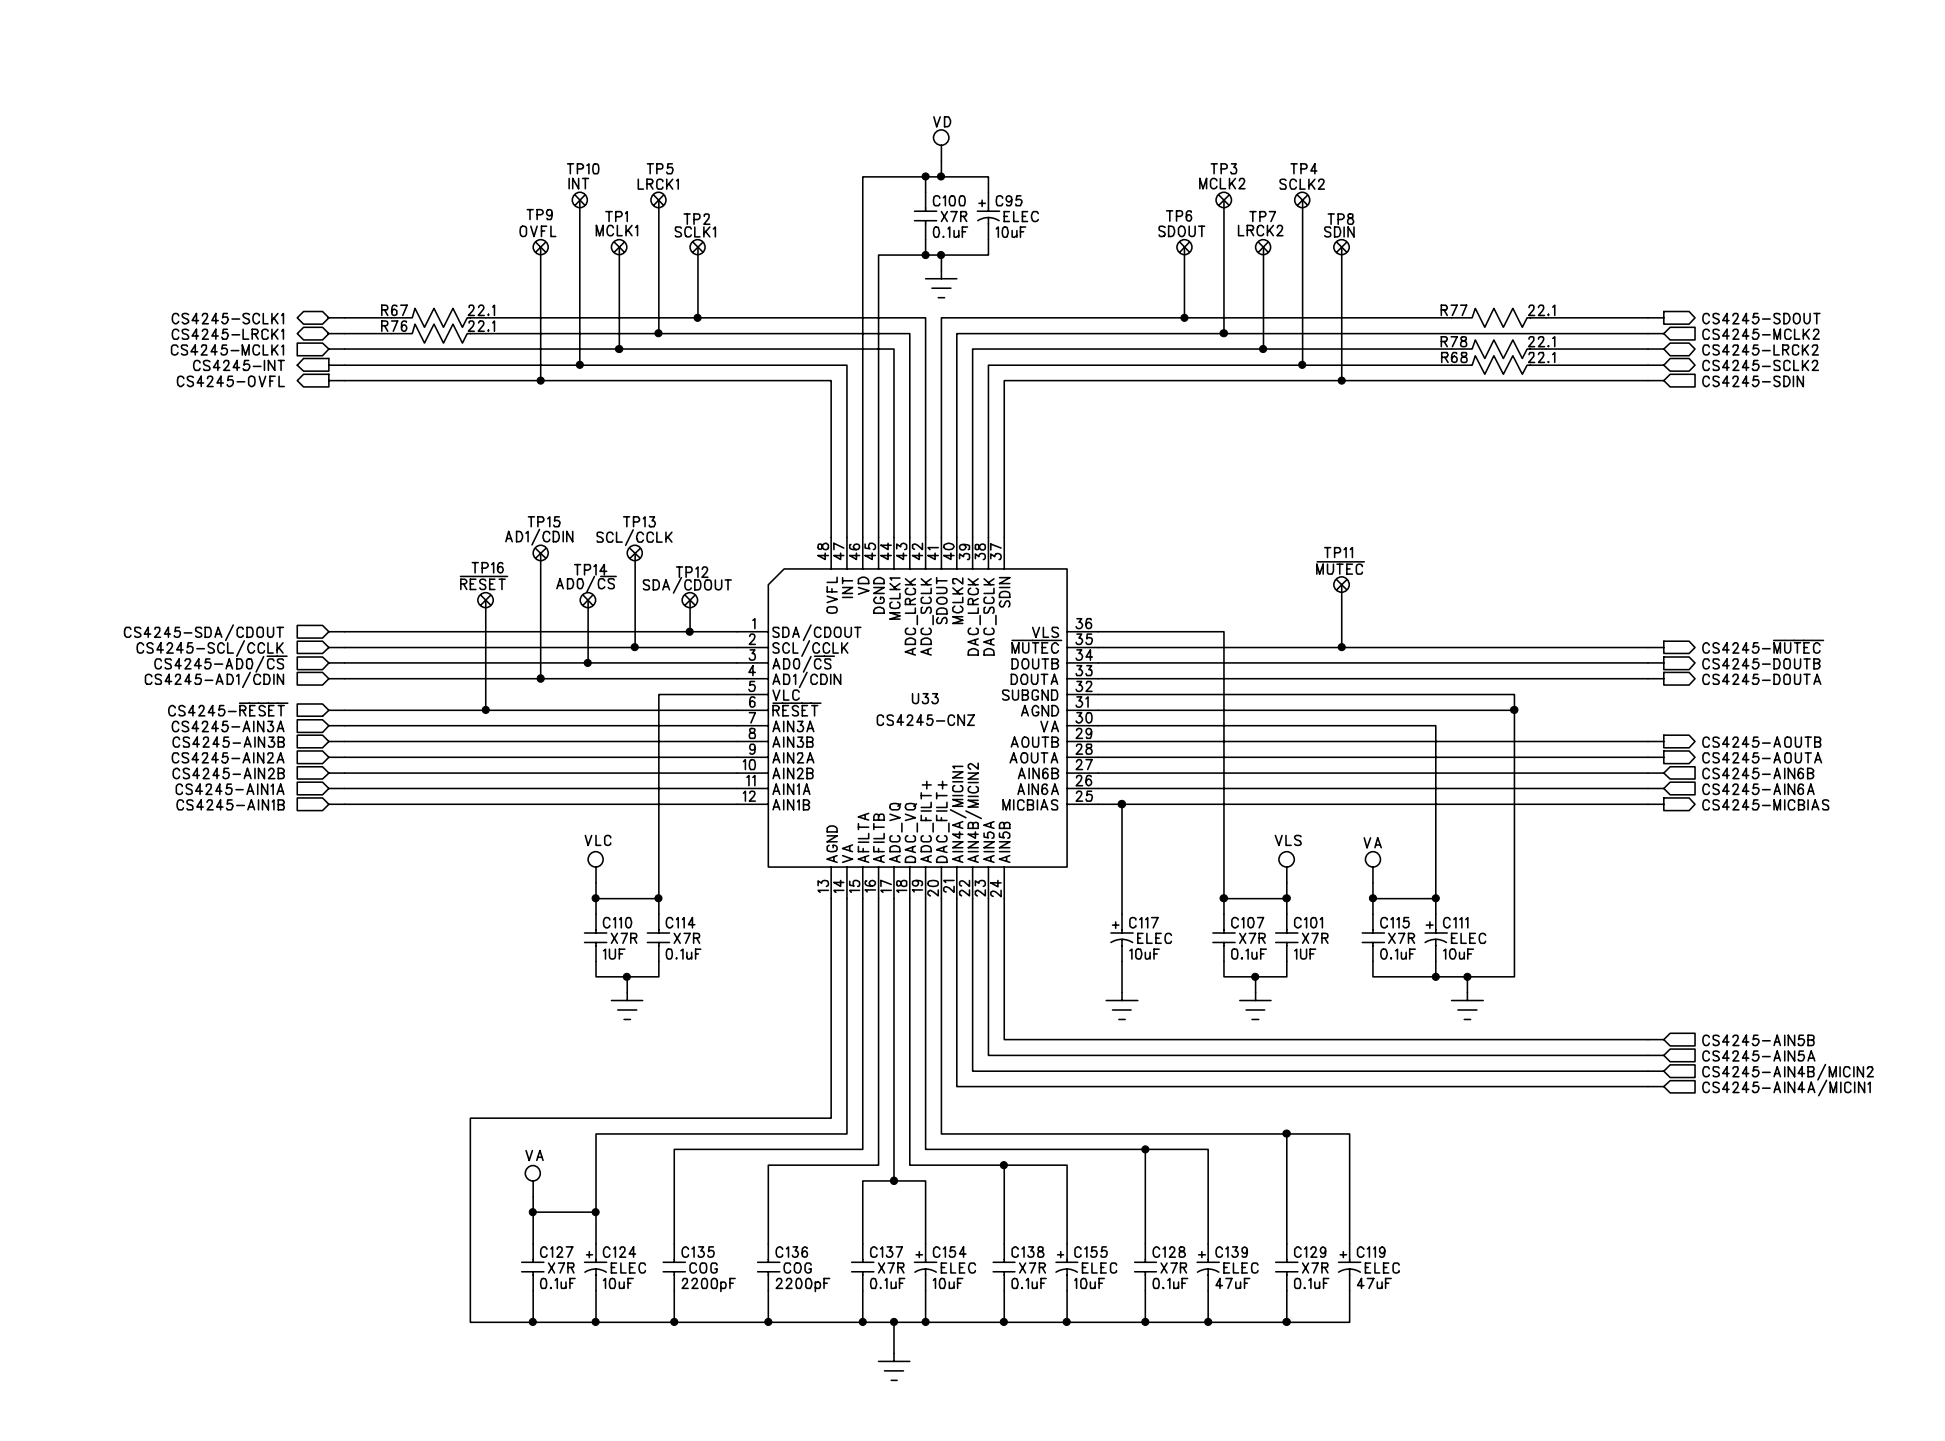 VD
TP10
INT
TP5
LRCK1
TP9
OVFL
TP1
MCLK1
TP2
SCLK1
C100
X7R
0.1uF
+ C95
ELEC
10uF
TP3
MCLK2
TP4
SCLK2
TP6
SDOUT
TP7
LRCK2
TP8
SDIN
CS4245-SCLK1
R67 22.1
CS4245-LRCK1
R76 22.1
CS4245-MCLK1
CS4245-INT
CS4245-OVFL
R77 22.1
CS4245-SDOUT
CS4245-MCLK2
R78 22.1
CS4245-LRCK2
R68 22.1
CS4245-SCLK2
CS4245-SDIN
TP15
AD1/CDIN
TP13
SCL/CCLK
TP16
RESET
TP14
AD0/CS
TP12
SDA/CDOUT
TP11
MUTEC
48 47 46 45 44 43 42 41 40 39 38 37
OVFL
INT
VD
DGND
MCLK1
ADC_LRCK
ADC_SCLK
SDOUT
MCLK2
DAC_LRCK
DAC_SCLK
SDIN
CS4245-SDA/CDOUT
1 SDA/CDOUT
CS4245-SCL/CCLK
2 SCL/CCLK
CS4245-AD0/CS
3 AD0/CS
CS4245-AD1/CDIN
4 AD1/CDIN
5 VLC
CS4245-RESET
6 RESET
CS4245-AIN3A
7 AIN3A
CS4245-AIN3B
8 AIN3B
CS4245-AIN2A
9 AIN2A
CS4245-AIN2B
10 AIN2B
CS4245-AIN1A
11 AIN1A
CS4245-AIN1B
12 AIN1B
U33
CS4245-CNZ
VLS 36
MUTEC 35
CS4245-MUTEC
DOUTB 34
CS4245-DOUTB
DOUTA 33
CS4245-DOUTA
SUBGND 32
AGND 31
VA 30
AOUTB 29
CS4245-AOUTB
AOUTA 28
CS4245-AOUTA
AIN6B 27
CS4245-AIN6B
AIN6A 26
CS4245-AIN6A
MICBIAS 25
CS4245-MICBIAS
AGND
VA
AFILTA
AFILTB
ADC_VQ
DAC_VQ
ADC_FILT+
DAC_FILT+
AIN4A/MICIN1
AIN4B/MICIN2
AIN5A
AIN5B
13 14 15 16 17 18 19 20 21 22 23 24
VLC
C110
X7R
1UF
C114
X7R
0.1uF
+ C117
ELEC
10uF
VLS
C107
X7R
0.1uF
C101
X7R
1UF
VA
C115
X7R
0.1uF
+ C111
ELEC
10uF
CS4245-AIN5B
CS4245-AIN5A
CS4245-AIN4B/MICIN2
CS4245-AIN4A/MICIN1
VA
C127
X7R
0.1uF
+ C124
ELEC
10uF
C135
COG
2200pF
C136
COG
2200pF
C137
X7R
0.1uF
+ C154
ELEC
10uF
C138
X7R
0.1uF
+ C155
ELEC
10uF
C128
X7R
0.1uF
+ C139
ELEC
47uF
C129
X7R
0.1uF
+ C119
ELEC
47uF